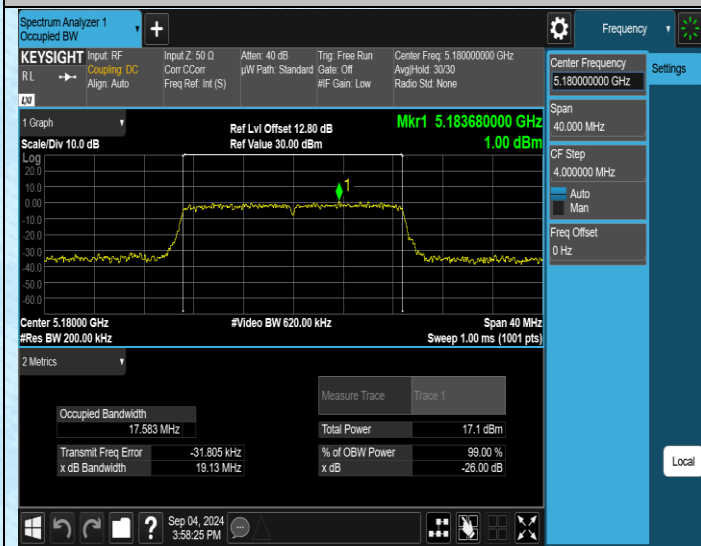 Spectrum Analyzer 1
Occupied BW
Frequency
KEYSIGHT
RL
LXI
Input: RF
Coupling: DC
Align: Auto
Input Z: 50 Ω
Corr CCorr
Freq Ref: Int (S)
Atten: 40 dB
µW Path: Standard
Trig: Free Run
Gate: Off
#IF Gain: Low
Center Freq: 5.180000000 GHz
Avg|Hold: 30/30
Radio Std: None
Center Frequency
5.180000000 GHz
Settings
Span
40.000 MHz
CF Step
4.000000 MHz
Auto
Man
Freq Offset
0 Hz
Local
1 Graph
Scale/Div 10.0 dB
Ref Lvl Offset 12.80 dB
Ref Value 30.00 dBm
Mkr1 5.183680000 GHz
1.00 dBm
Log
20.0
10.0
0.00
-10.0
-20.0
-30.0
-40.0
-50.0
-60.0
1
Center 5.18000 GHz
#Video BW 620.00 kHz
Span 40 MHz
#Res BW 200.00 kHz
Sweep 1.00 ms (1001 pts)
2 Metrics
Measure Trace
Trace 1
Occupied Bandwidth
17.583 MHz
Total Power
17.1 dBm
Transmit Freq Error
-31.805 kHz
% of OBW Power
99.00 %
x dB Bandwidth
19.13 MHz
x dB
-26.00 dB
?
Sep 04, 2024
3:58:25 PM